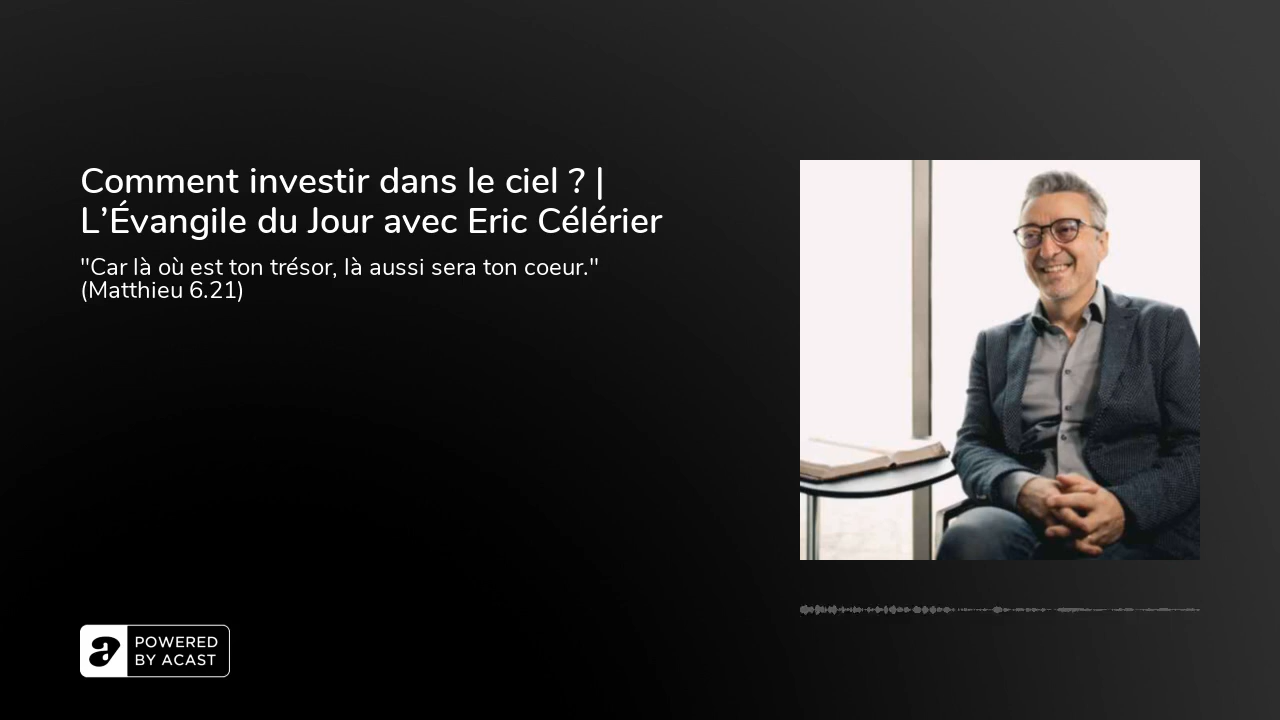 Comment investir dans le ciel ? |
L’Évangile du Jour avec Eric Célérier
"Car là où est ton trésor, là aussi sera ton coeur."
(Matthieu 6.21)
POWERED
BY ACAST